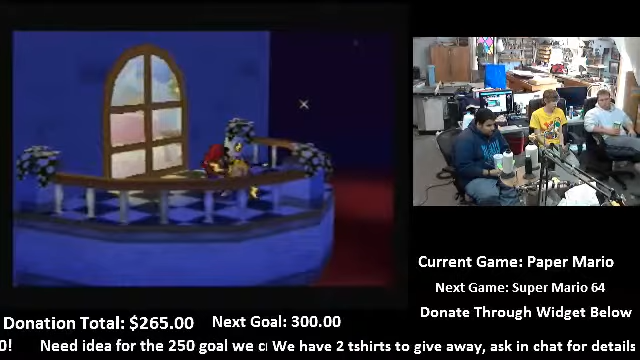 Current Game: Paper Mario
Next Game: Super Mario 64
Donate Through Widget Below
Donation Total: $265.00 Next Goal: 300.00
0! Need idea for the 250 goal we c We have 2 tshirts to give away, ask in chat for details